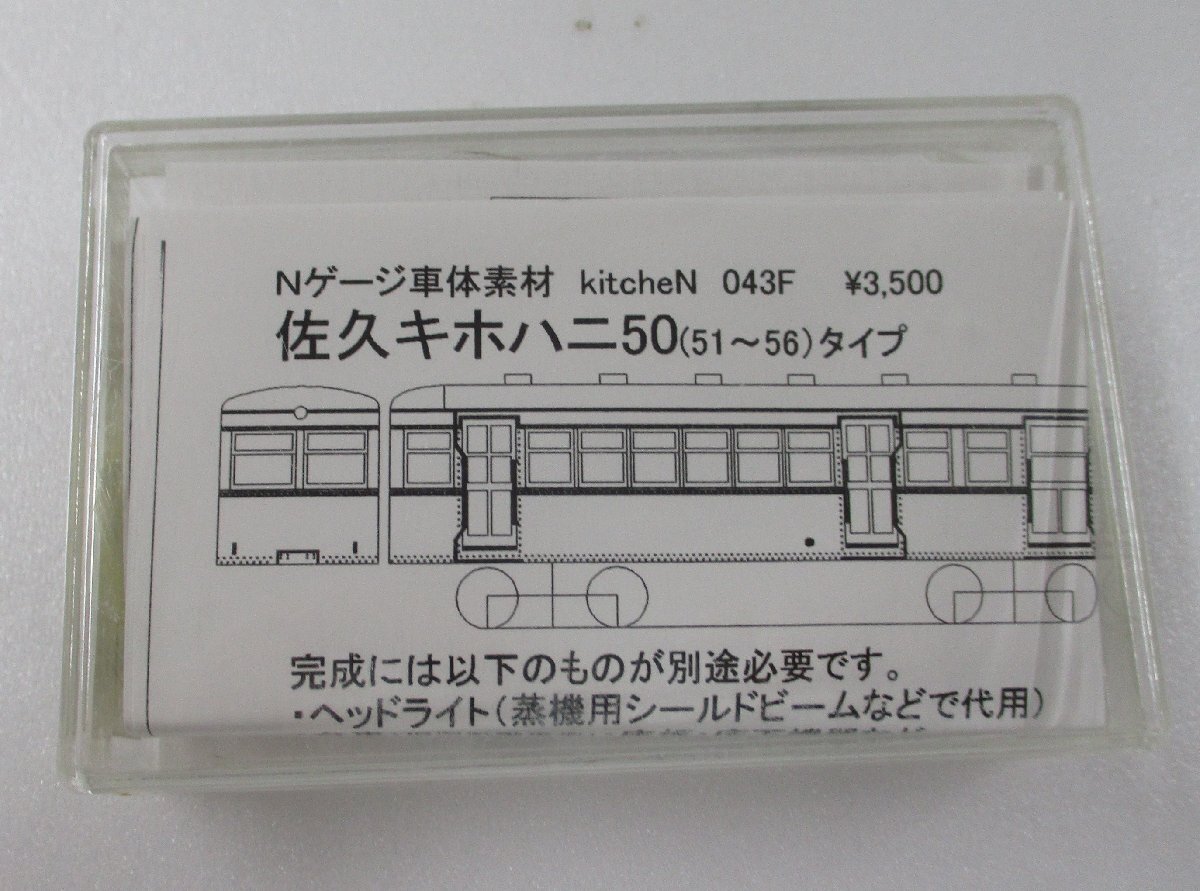 Nゲージ車体素材 kitcheN 043F ¥3,500
佐久キホハニ50(51～56)タイプ
完成には以下のものが別途必要です。
・ヘッドライト(蒸機用シールドビームなどで代用)